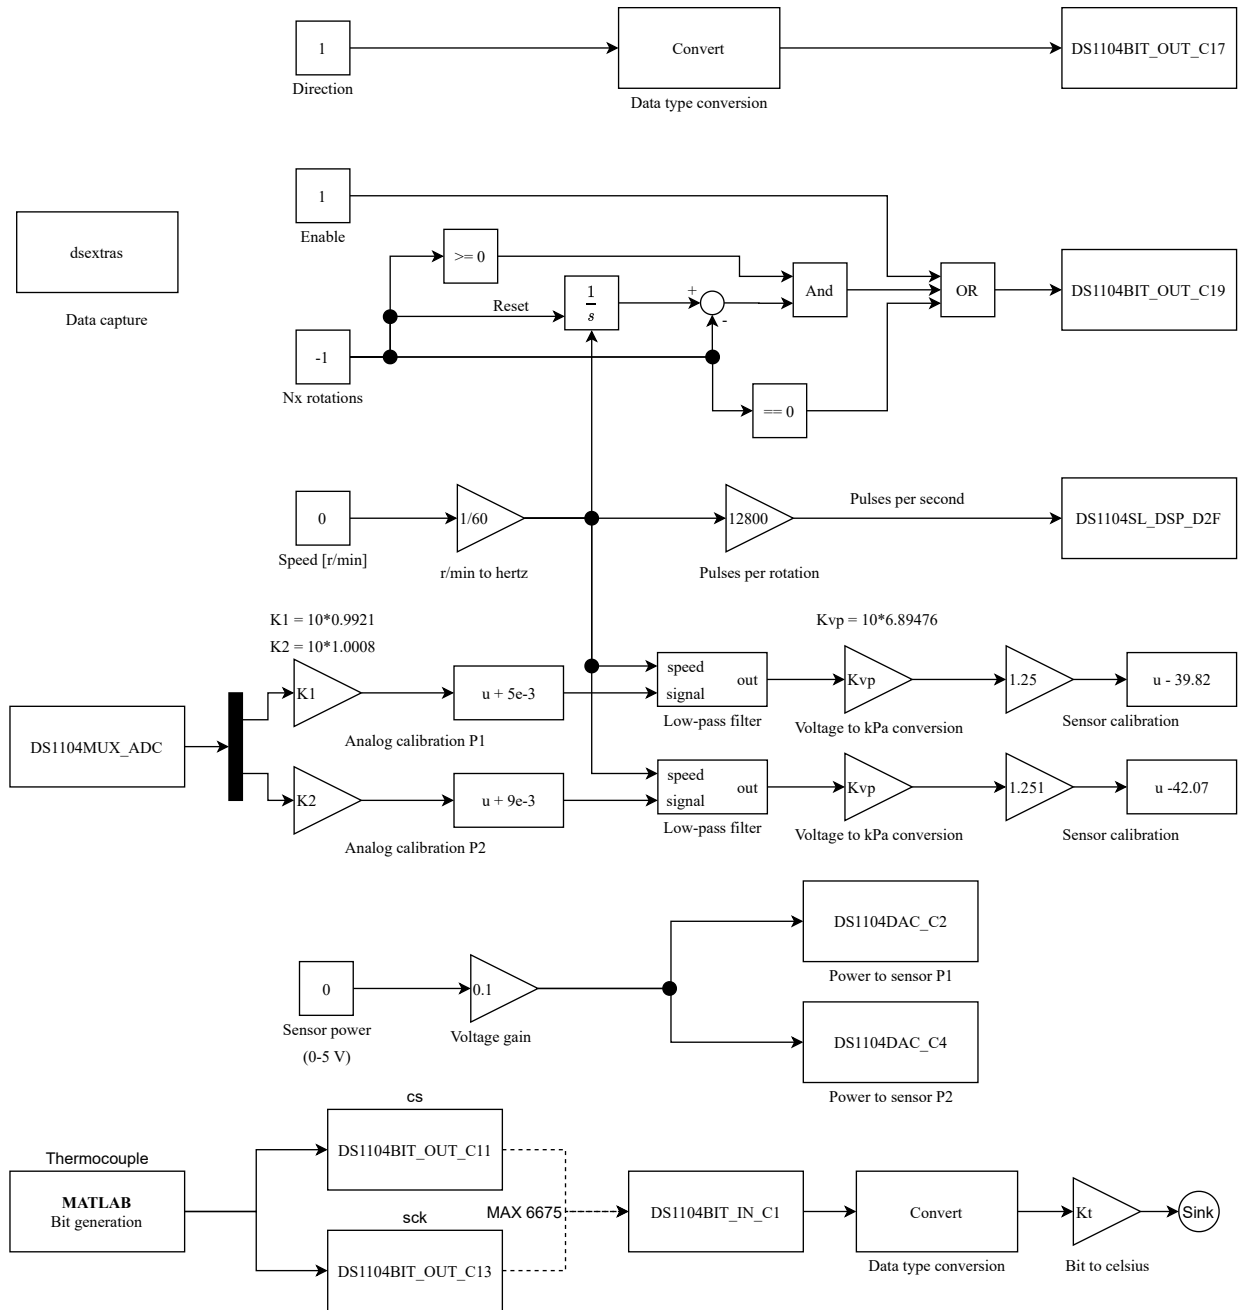 1
Convert
DS1104BIT_OUT_C17
Direction
Data type conversion
1
Enable
dsextras
Data capture
>= 0
Reset
1
s
+
-
And
OR
DS1104BIT_OUT_C19
-1
Nx rotations
== 0
0
Speed [r/min]
1/60
r/min to hertz
12800
Pulses per rotation
Pulses per second
DS1104SL_DSP_D2F
K1 = 10*0.9921
K2 = 10*1.0008
Kvp = 10*6.89476
DS1104MUX_ADC
K1
u + 5e-3
Analog calibration P1
speed
signal
out
Low-pass filter
Kvp
Voltage to kPa conversion
1.25
u - 39.82
Sensor calibration
K2
u + 9e-3
Analog calibration P2
speed
signal
out
Low-pass filter
Kvp
Voltage to kPa conversion
1.251
u -42.07
Sensor calibration
0
Sensor power
(0-5 V)
0.1
Voltage gain
DS1104DAC_C2
Power to sensor P1
DS1104DAC_C4
Power to sensor P2
Thermocouple
MATLAB
Bit generation
cs
DS1104BIT_OUT_C11
sck
DS1104BIT_OUT_C13
MAX 6675
DS1104BIT_IN_C1
Convert
Data type conversion
Kt
Bit to celsius
Sink